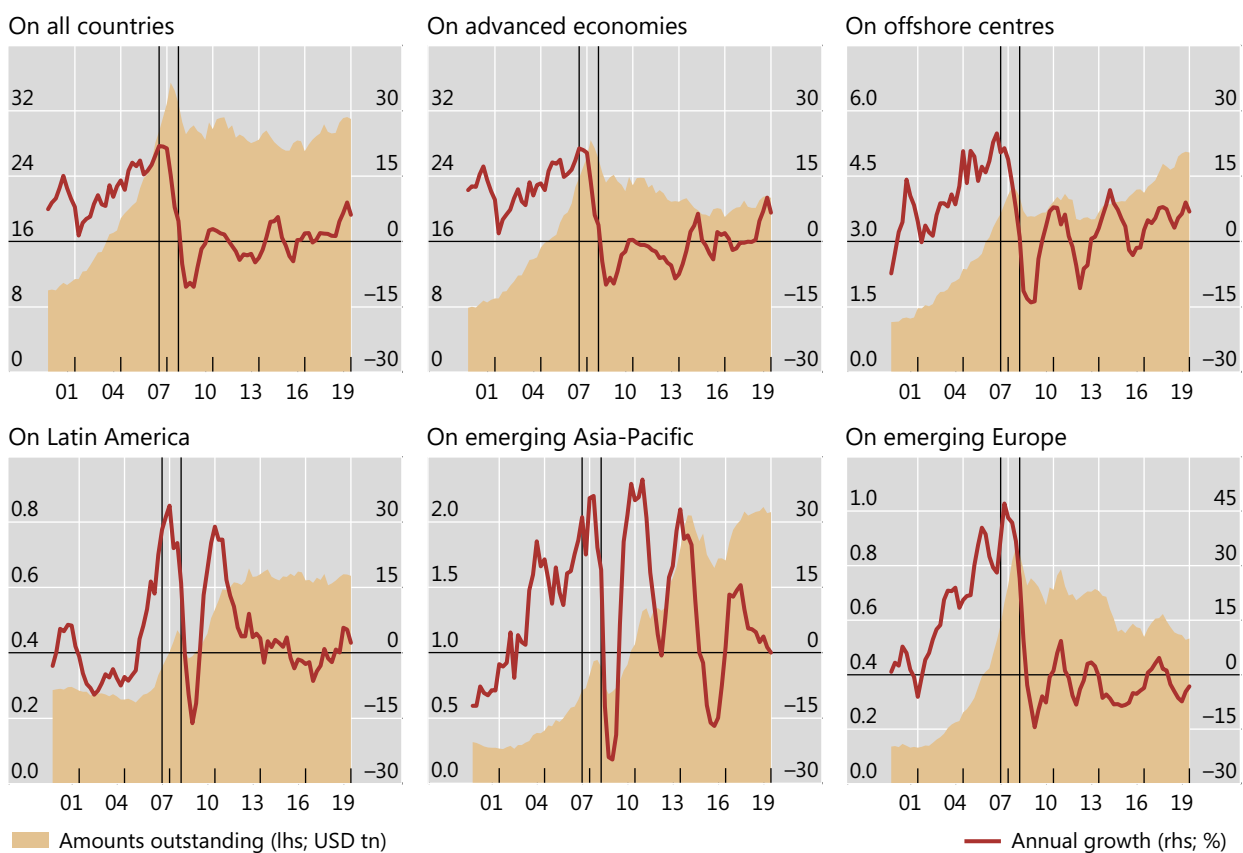 On all countries
On advanced economies
On offshore centres
32 30
24 15
16 0
8 –15
0 –30
01 04 07 10 13 16 19
32 30
24 15
16 0
8 –15
0 –30
01 04 07 10 13 16 19
6.0 30
4.5 15
3.0 0
1.5 –15
0.0 –30
01 04 07 10 13 16 19
On Latin America
On emerging Asia-Pacific
On emerging Europe
0.8 30
0.6 15
0.4 0
0.2 –15
0.0 –30
01 04 07 10 13 16 19
2.0 30
1.5 15
1.0 0
0.5 –15
0.0 –30
01 04 07 10 13 16 19
1.0 45
0.8 30
0.6 15
0.4 0
0.2 –15
0.0 –30
01 04 07 10 13 16 19
Amounts outstanding (lhs; USD tn)
Annual growth (rhs; %)